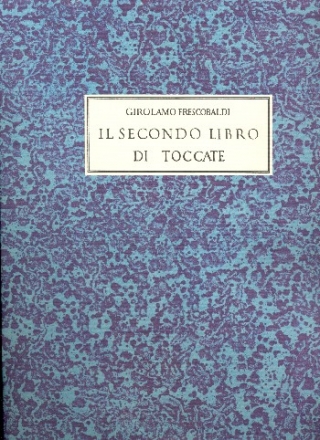 GIROLAMO FRESCOBALDI
IL SECONDO LIBRO
DI TOCCATE